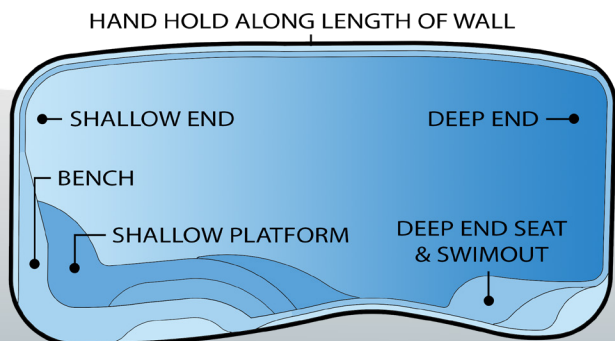 HAND HOLD ALONG LENGTH OF WALL
SHALLOW END
DEEP END
BENCH
SHALLOW PLATFORM
DEEP END SEAT
& SWIMOUT